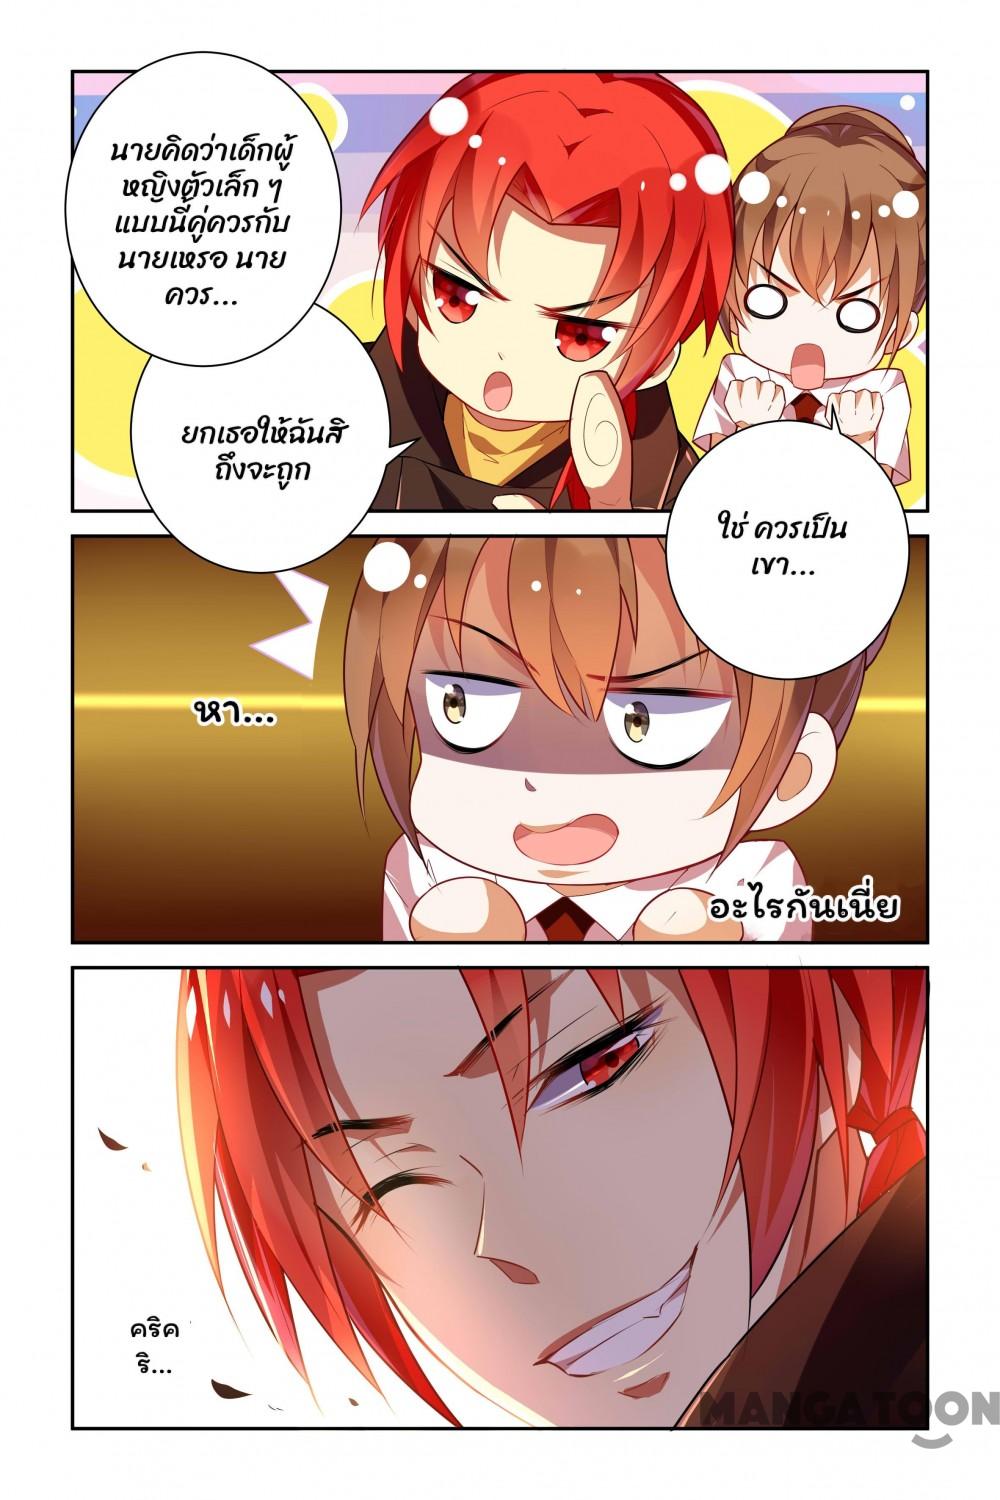 นายคิดว่าเด็กผู้
หญิงตัวเล็ก ๆ
แบบนี้คู่ควรกับ
นายเหรอ นาย
ควร...
ยกเธอให้ฉันสิ
ถึงจะถูก
ใช่ ควรเป็น
เขา...
หา...
อะไรกันเนี่ย
คริค
ริ...
MANGATOON